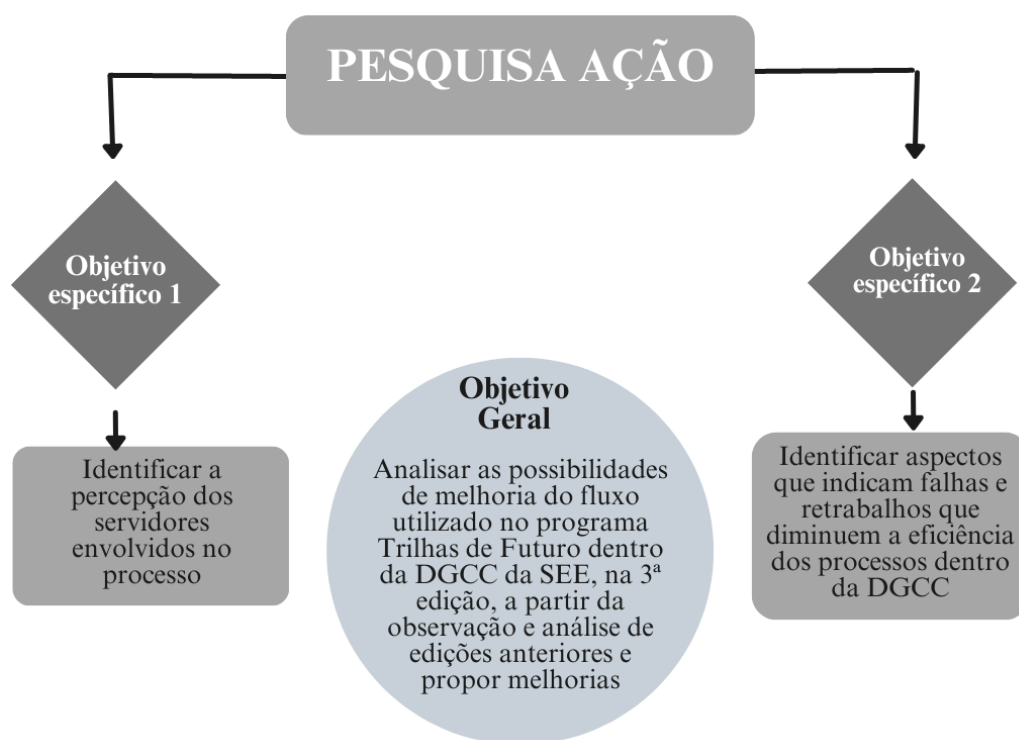 PESQUISA AÇÃO
Objetivo
específico 1
Objetivo
específico 2
Identificar a
percepção dos
servidores
envolvidos no
processo
Objetivo
Geral
Analisar as possibilidades
de melhoria do fluxo
utilizado no programa
Trilhas de Futuro dentro
da DGCC da SEE, na 3ª
edição, a partir da
observação e análise de
edições anteriores e
propor melhorias
Identificar aspectos
que indicam falhas e
retrabalhos que
diminuem a eficiência
dos processos dentro
da DGCC